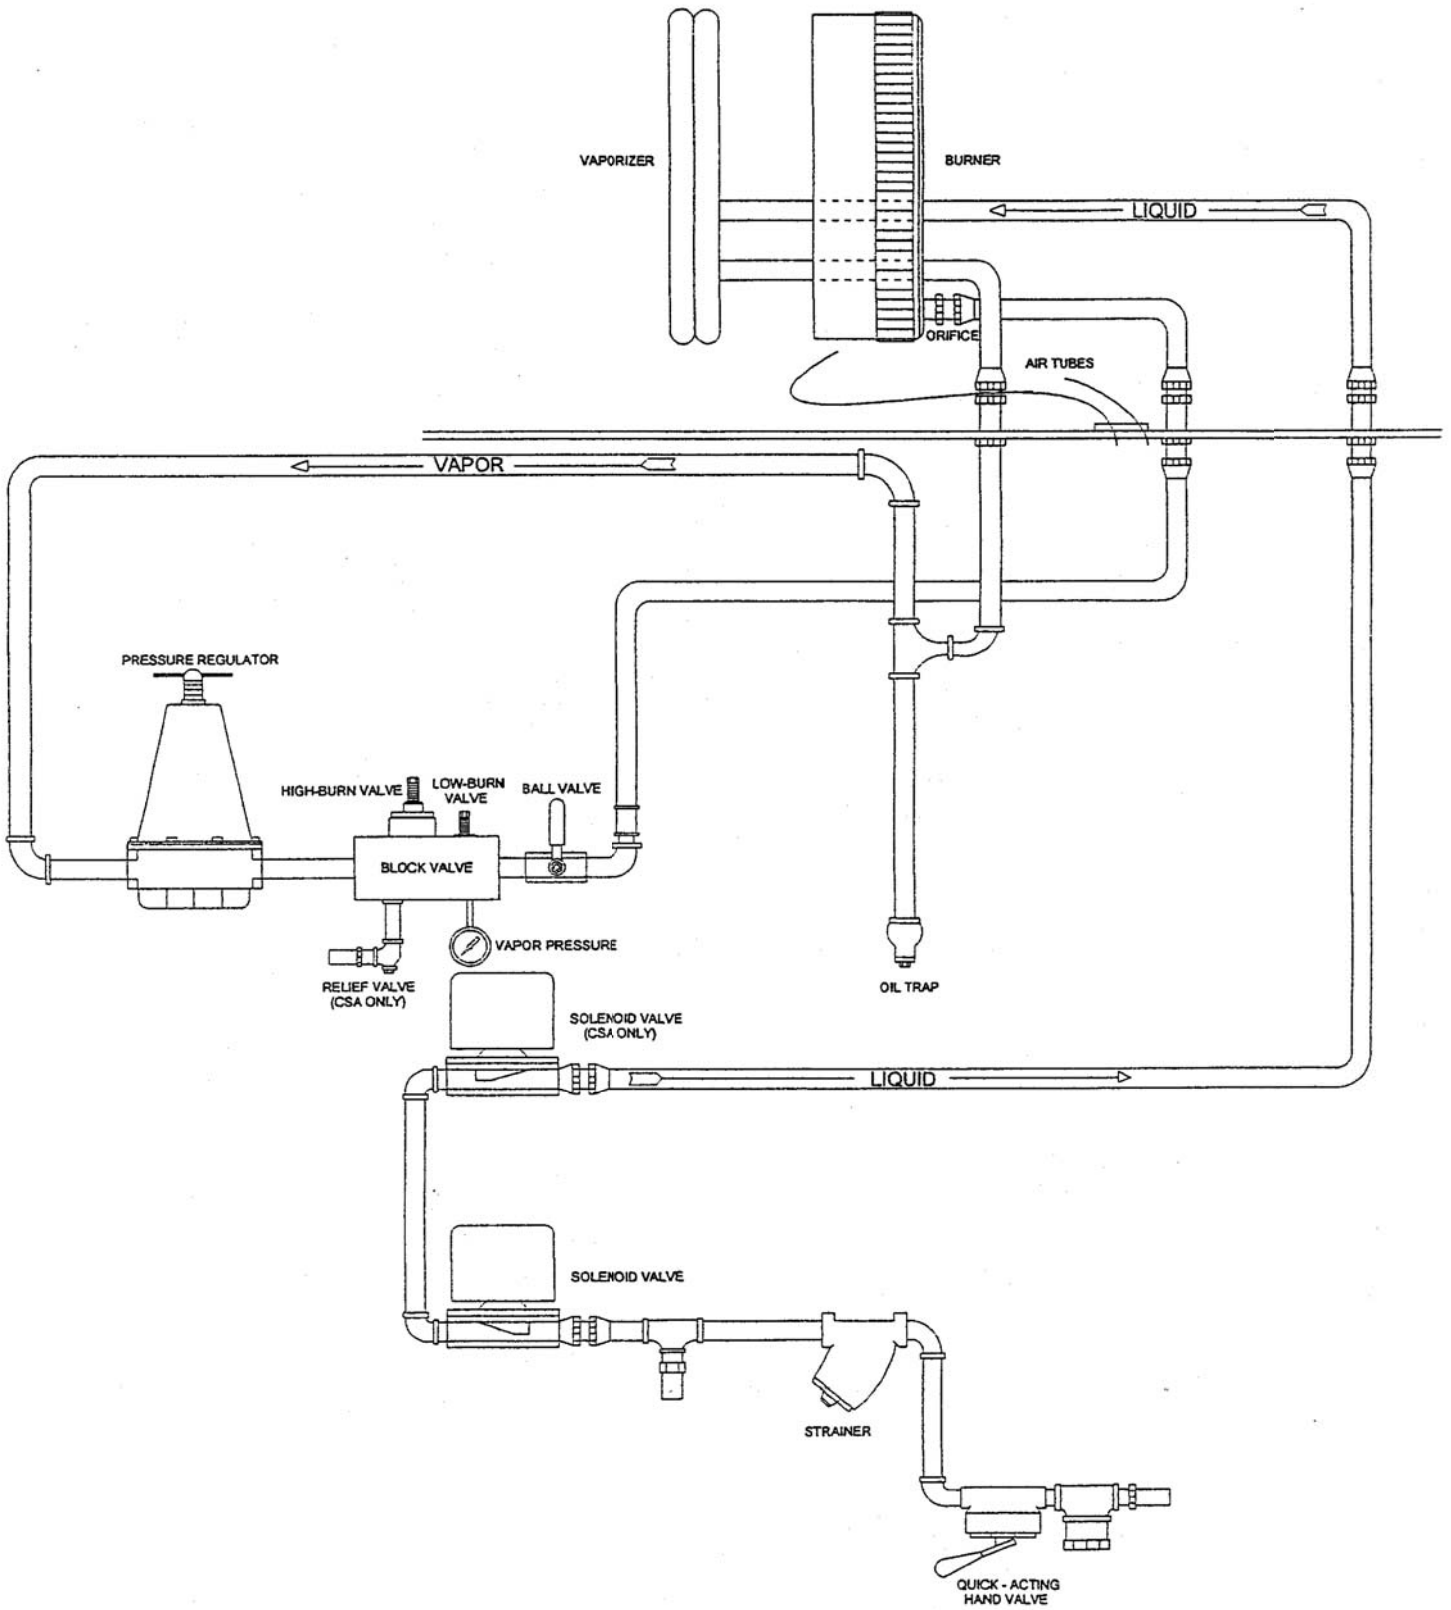 VAPORIZER
BURNER
LIQUID
ORIFICE
AIR TUBES
VAPOR
PRESSURE REGULATOR
HIGH-BURN VALVE
LOW-BURN
VALVE
BALL VALVE
BLOCK VALVE
VAPOR PRESSURE
RELIEF VALVE
(CSA ONLY)
OIL TRAP
SOLENOID VALVE
(CSA ONLY)
LIQUID
SOLENOID VALVE
STRAINER
QUICK - ACTING
HAND VALVE